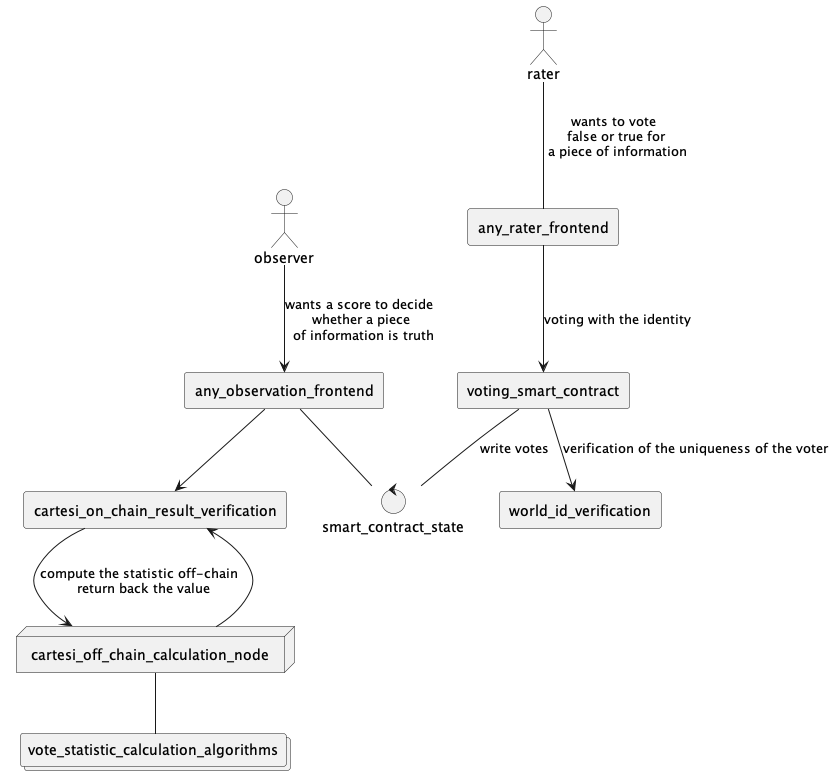 rater
wants to vote
false or true for
a piece of information
any_rater_frontend
observer
wants a score to decide
whether a piece
of information is truth
voting with the identity
any_observation_frontend
voting_smart_contract
write votes
verification of the uniqueness of the voter
cartesi_on_chain_result_verification
smart_contract_state
world_id_verification
compute the statistic off-chain
return back the value
cartesi_off_chain_calculation_node
vote_statistic_calculation_algorithms